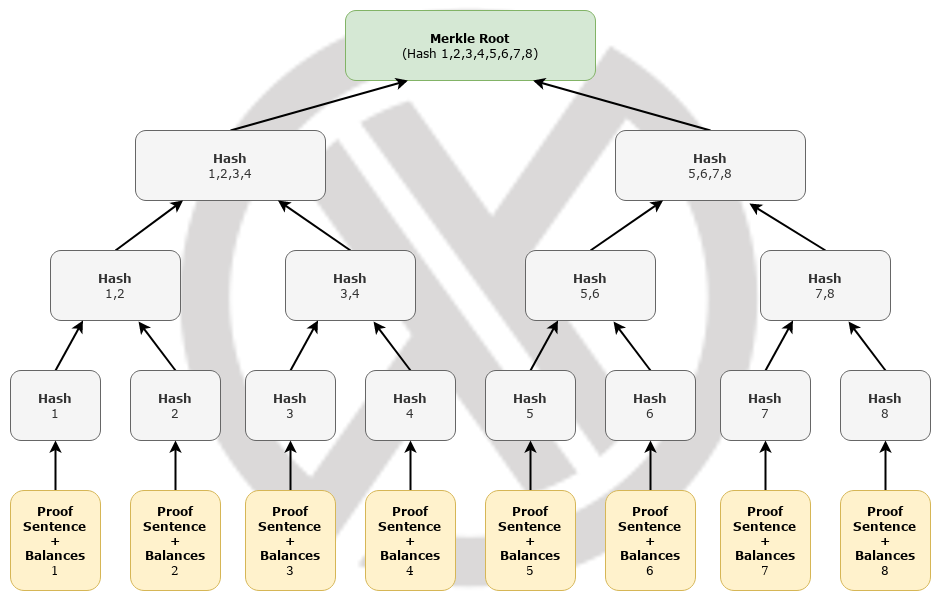 Merkle Root
(Hash 1,2,3,4,5,6,7,8)
Hash
1,2,3,4
Hash
5,6,7,8
Hash
1,2
Hash
3,4
Hash
5,6
Hash
7,8
Hash
1
Hash
2
Hash
3
Hash
4
Hash
5
Hash
6
Hash
7
Hash
8
Proof
Sentence
+
Balances
1
Proof
Sentence
+
Balances
2
Proof
Sentence
+
Balances
3
Proof
Sentence
+
Balances
4
Proof
Sentence
+
Balances
5
Proof
Sentence
+
Balances
6
Proof
Sentence
+
Balances
7
Proof
Sentence
+
Balances
8